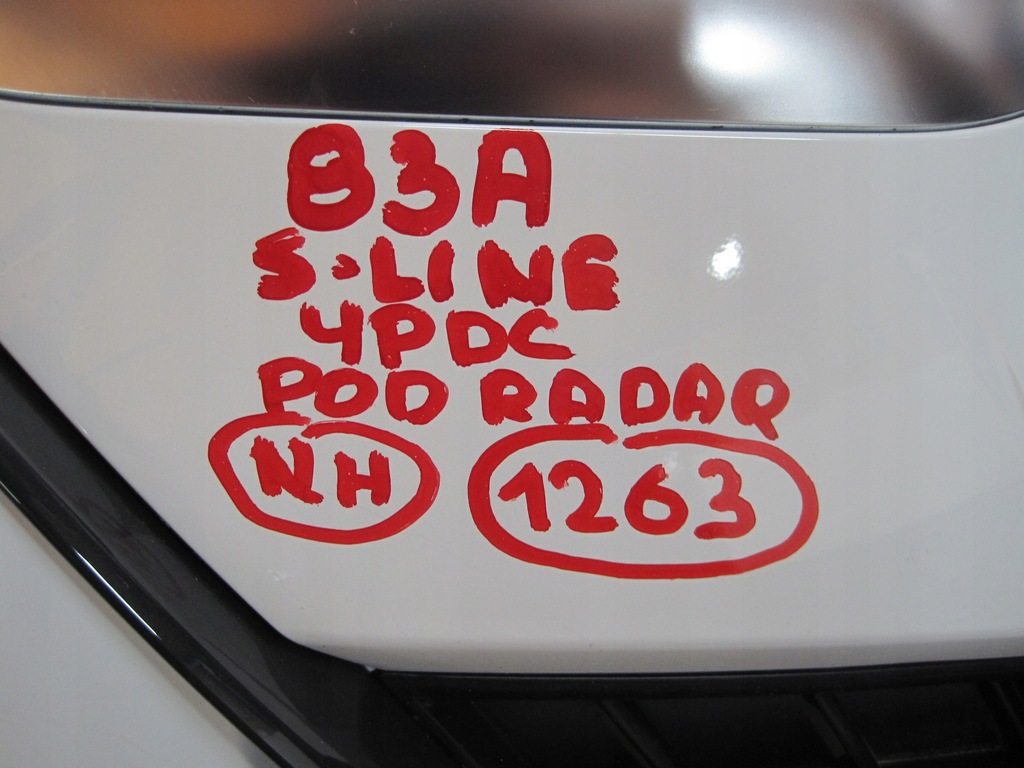 83A
S-LINE
4PDC
POD RADAR
NH 1263